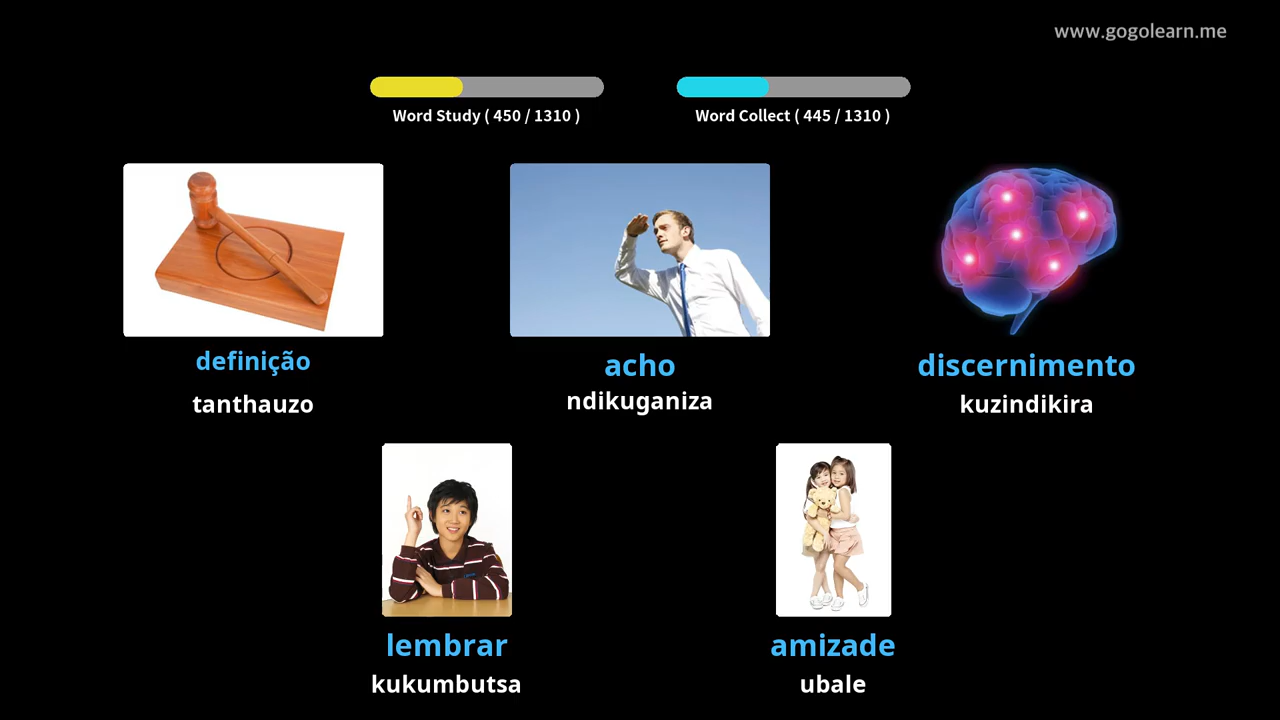 www.gogolearn.me
Word Study ( 450 / 1310 )
Word Collect ( 445 / 1310 )
definição
tanthauzo
acho
ndikuganiza
discernimento
kuzindikira
lembrar
kukumbutsa
amizade
ubale